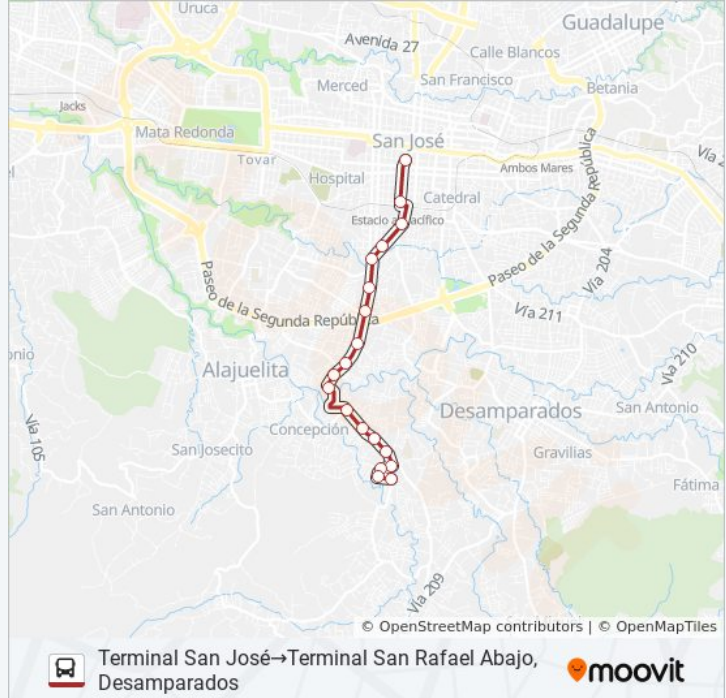 Uruca
Guadalupe
Avenida 27
Calle Blancos
Merced
San Francisco
Betania
Jacks
Mata Redonda
San José
Vía 2
Tovar
Ambos Mares
Hospital
Catedral
Paseo de la Segunda República
Vía 204
Paseo de la Segunda República
Vía 211
onio
Alajuelita
Vía 210
Desamparados
San Antonio
Concepción
Vía 105
San Josecito
Gravilias
Fátima
San Antonio
Vía 209
© OpenStreetMap contributors | © OpenMapTiles
Terminal San José→Terminal San Rafael Abajo,
Desamparados
moovit